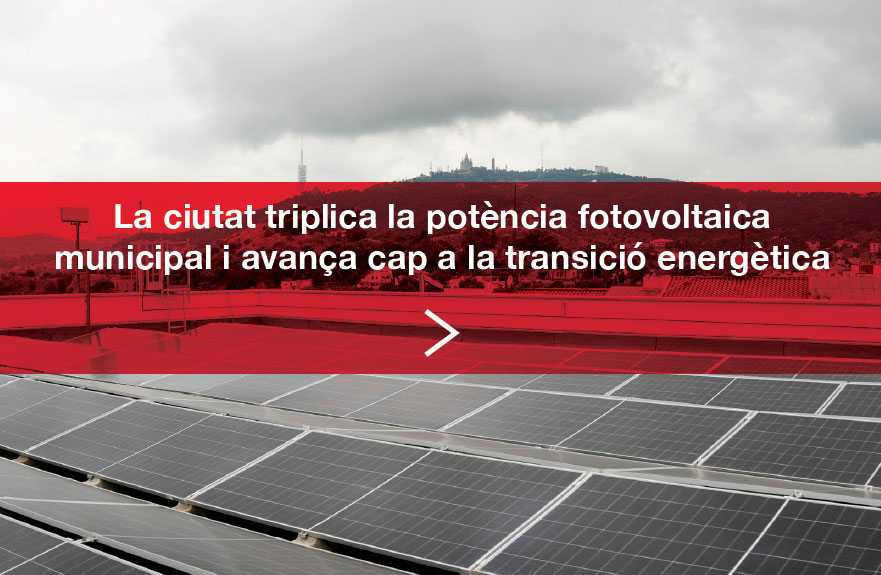 La ciutat triplica la potència fotovoltaica
municipal i avança cap a la transició energètica